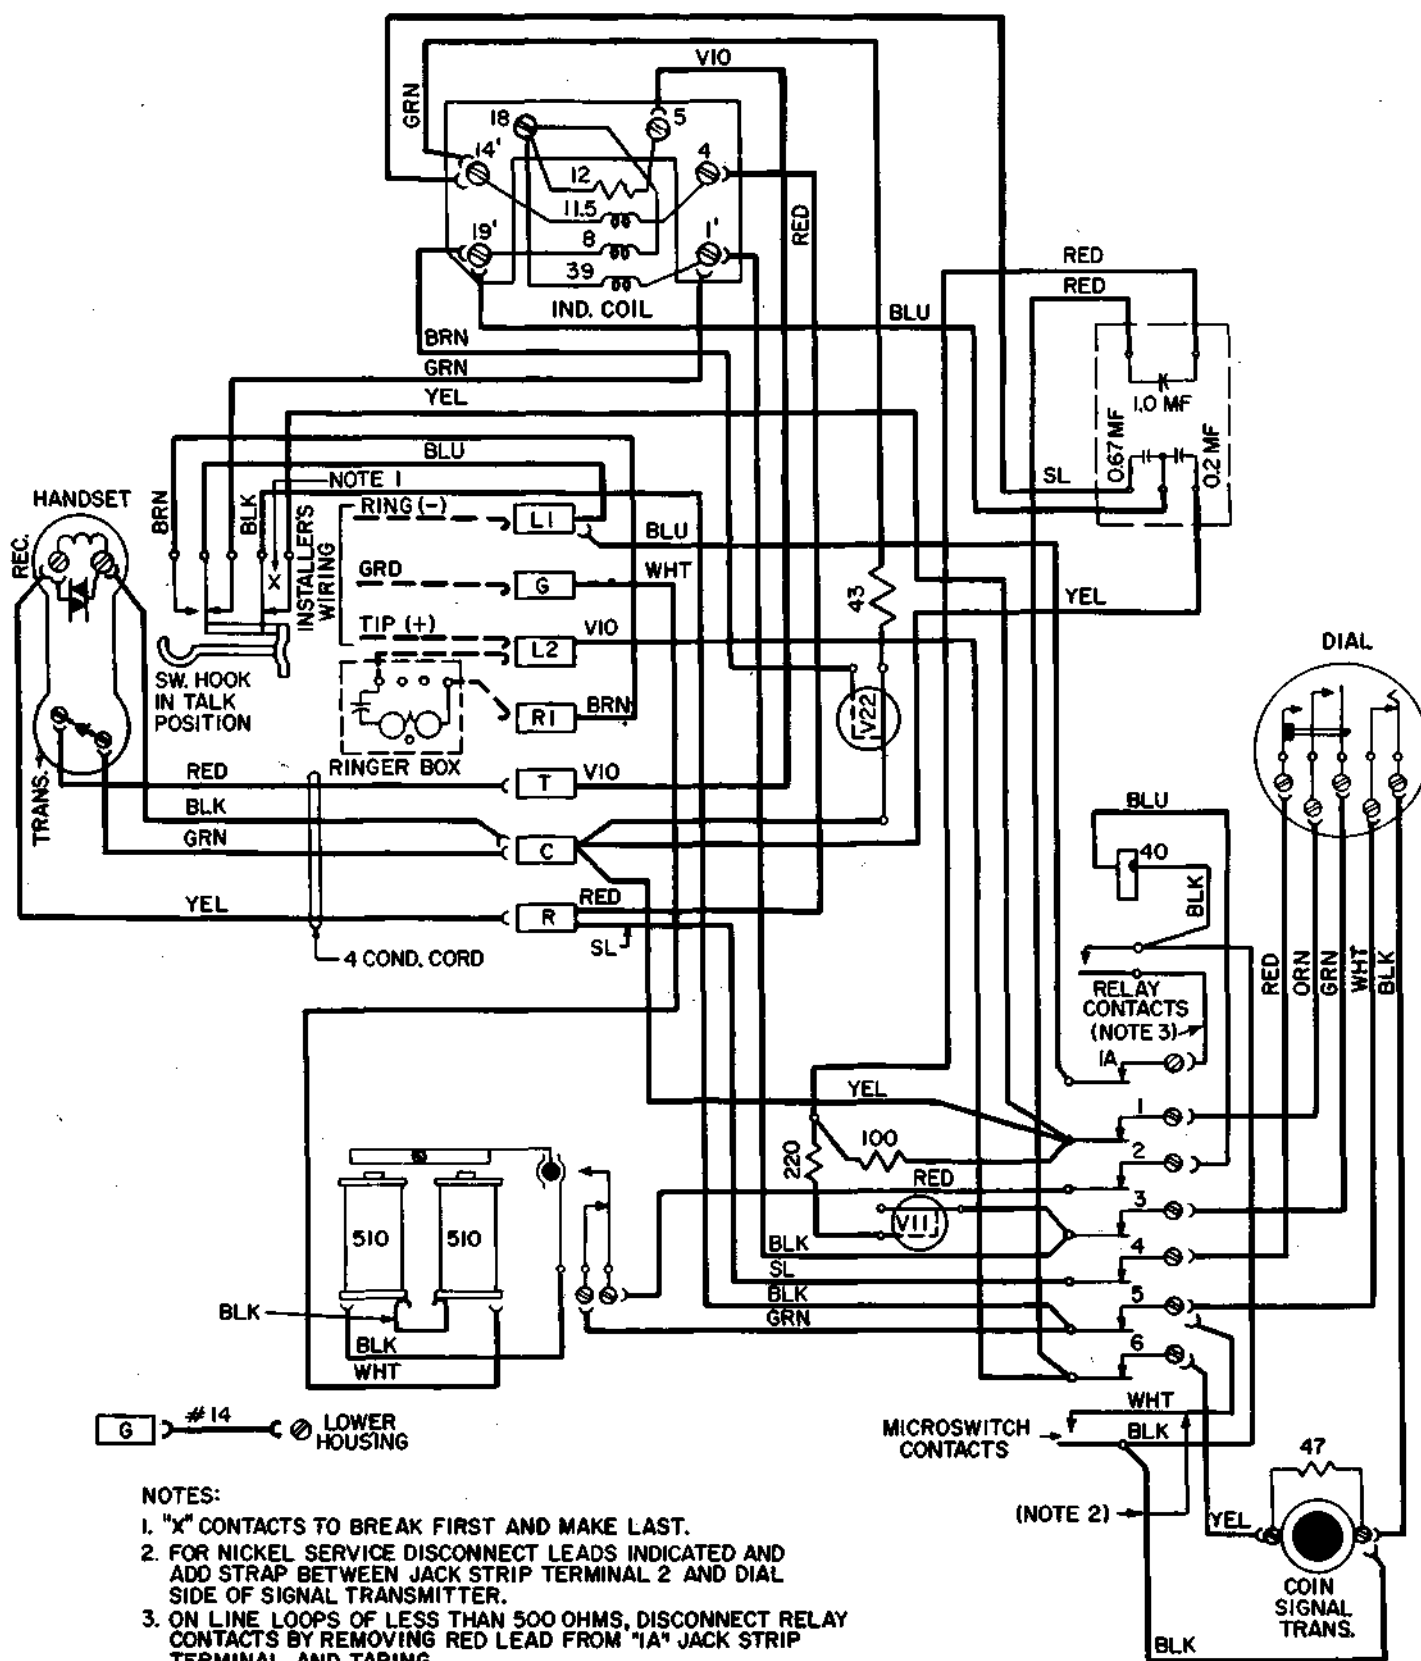 VIO
GRN
18
5
14'
4
12
11.5
RED
19'
8
1'
39
IND. COIL
RED
RED
BLU
BRN
GRN
YEL
1.0 MF
0.67 MF
0.2 MF
SL
BLU
NOTE 1
HANDSET
BRN
BLK
RING (-)
L1
BLU
REC.
X
INSTALLER'S
WIRING
GRD
G
WHT
43
YEL
TIP (+)
L2
VIO
DIAL
SW. HOOK
IN TALK
POSITION
R1
BRN
V22
RINGER BOX
TRANS.
RED
T
VIO
BLK
GRN
C
BLU
40
BLK
YEL
RED
R
SL
4 COND. CORD
RED
ORN
GRN
WHT
BLK
RELAY
CONTACTS
(NOTE 3)
1A
YEL
1
100
220
2
RED
3
V11
510
510
BLK
4
SL
BLK
5
BLK
GRN
BLK
6
WHT
WHT
G
#14
LOWER
HOUSING
MICROSWITCH
CONTACTS
BLK
47
(NOTE 2)
YEL
COIN
SIGNAL
TRANS.
BLK
NOTES:
1. "X" CONTACTS TO BREAK FIRST AND MAKE LAST.
2. FOR NICKEL SERVICE DISCONNECT LEADS INDICATED AND
ADD STRAP BETWEEN JACK STRIP TERMINAL 2 AND DIAL
SIDE OF SIGNAL TRANSMITTER.
3. ON LINE LOOPS OF LESS THAN 500 OHMS, DISCONNECT RELAY
CONTACTS BY REMOVING RED LEAD FROM "1A" JACK STRIP
TERMINAL AND TAPING